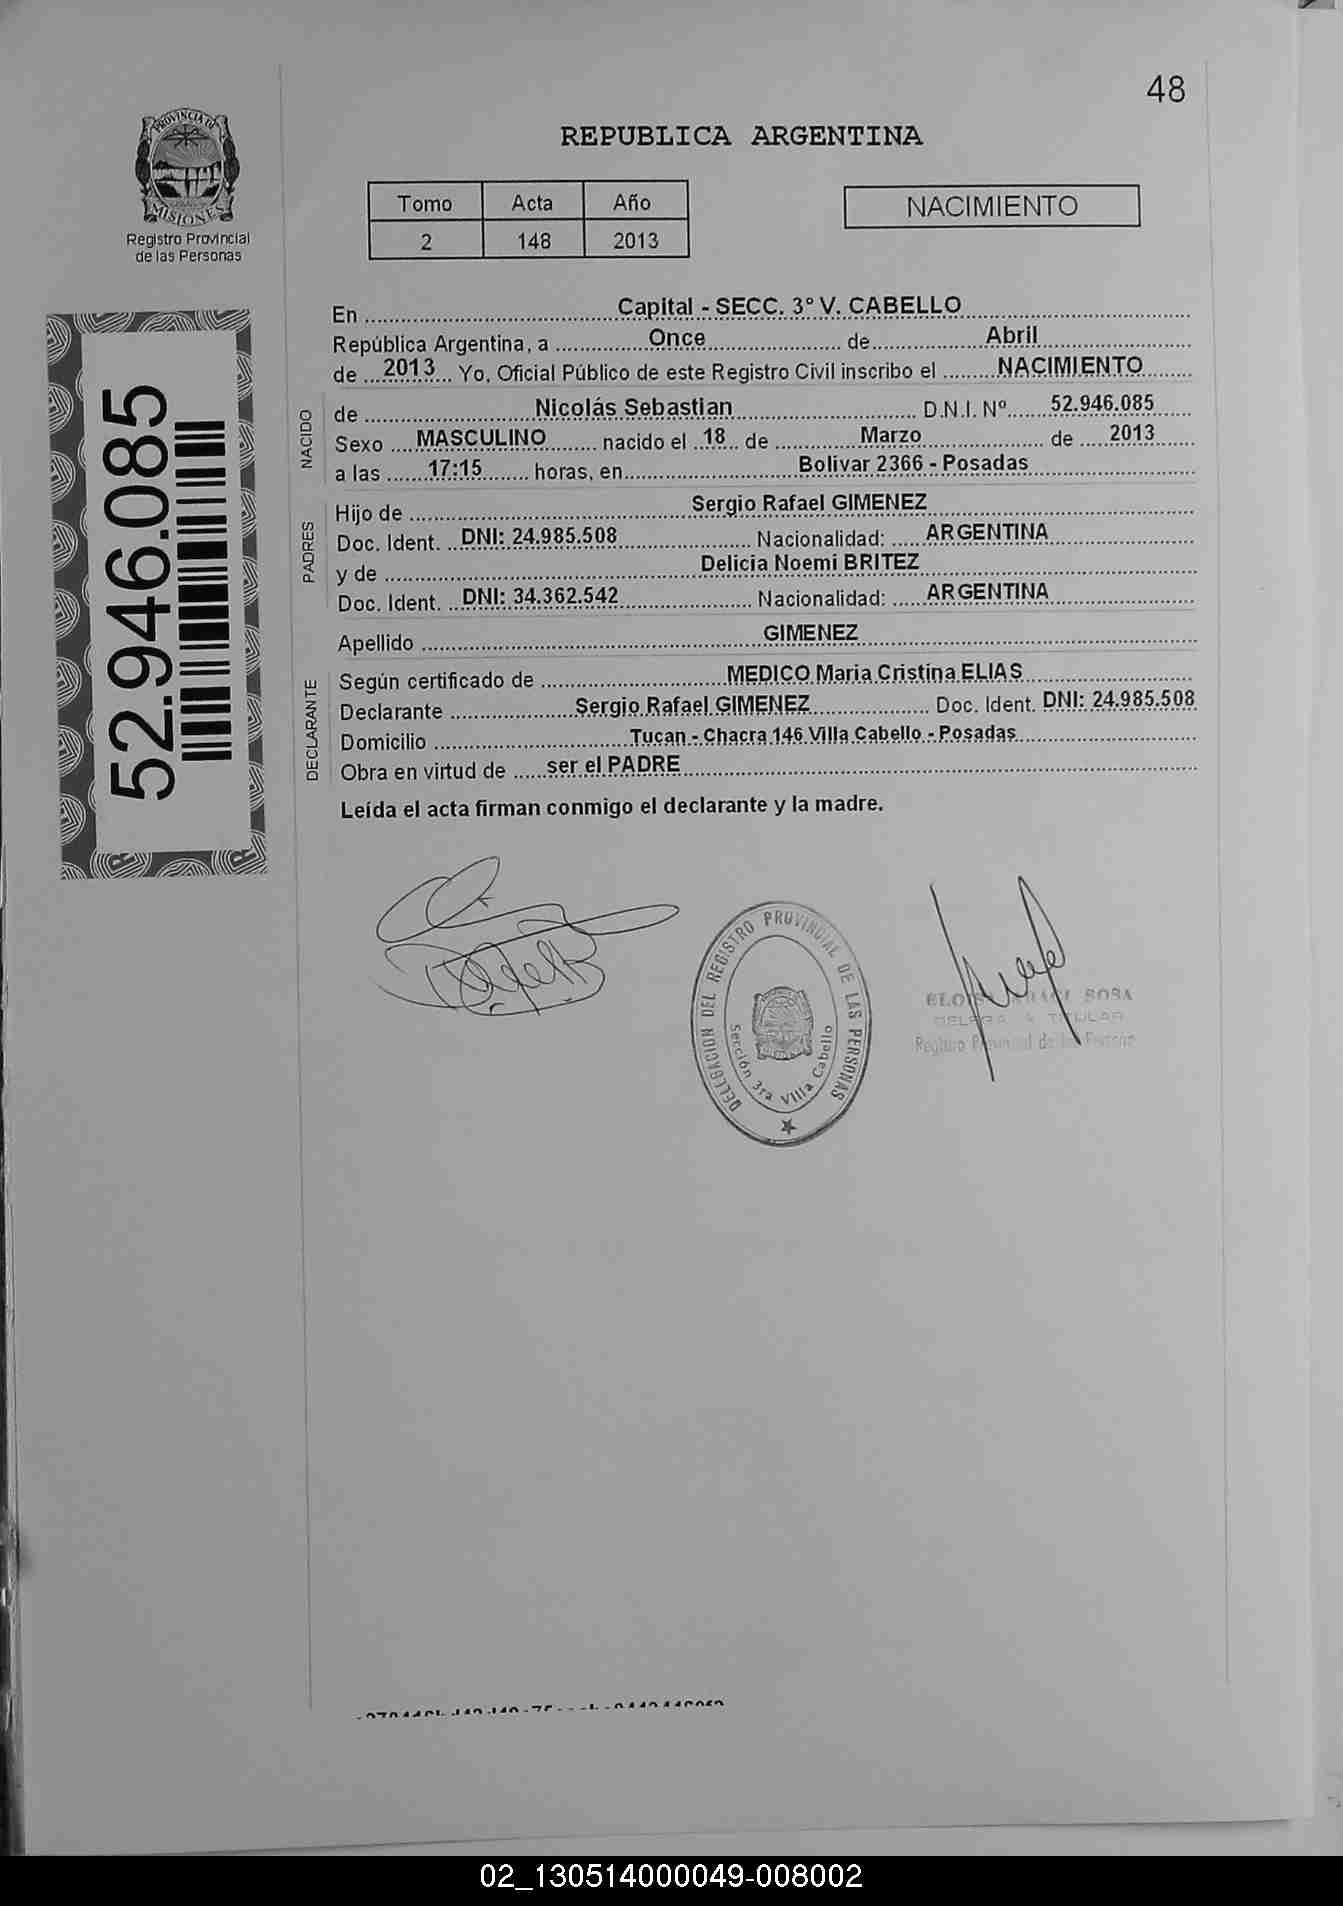 48
PROVINCIA DE
MISIONES
Registro Provincial
de las Personas
REPUBLICA ARGENTINA
Tomo Acta Año
2 148 2013
NACIMIENTO
52.946.085
En Capital - SECC. 3° V. CABELLO
República Argentina, a Once de Abril
de 2013 Yo, Oficial Público de este Registro Civil inscribo el NACIMIENTO
NACIDO
de Nicolás Sebastian D.N.I. Nº 52.946.085
Sexo MASCULINO nacido el 18 de Marzo de 2013
a las 17:15 horas, en Bolivar 2366 - Posadas
PADRES
Hijo de Sergio Rafael GIMENEZ
Doc. Ident. DNI: 24.985.508 Nacionalidad: ARGENTINA
y de Delicia Noemi BRITEZ
Doc. Ident. DNI: 34.362.542 Nacionalidad: ARGENTINA
Apellido GIMENEZ
DECLARANTE
Según certificado de MEDICO Maria Cristina ELIAS
Declarante Sergio Rafael GIMENEZ Doc. Ident. DNI: 24.985.508
Domicilio Tucan - Chacra 146 Villa Cabello - Posadas
Obra en virtud de ser el PADRE
Leída el acta firman conmigo el declarante y la madre.
DELEGACION DEL REGISTRO PROVINCIAL DE LAS PERSONAS
Sección 3ra Villa Cabello
SOSA
TITULAR
02_130514000049-008002